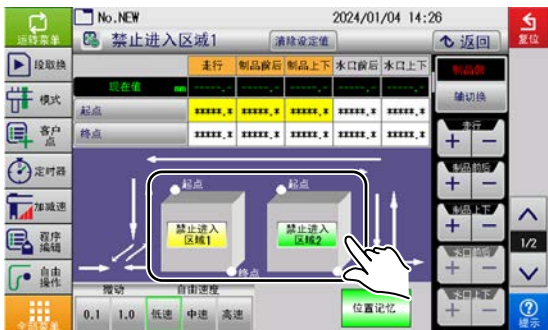 No.NEW
2024/01/04 14:26
运转菜单
禁止进入区域1
清除设定值
返回
复位
段取换
走行
制品前后
制品上下
水口前后
水口上下
制品侧
现在值
mm
轴切换
模式
起点
*****.*
*****.*
*****.*
*****.*
*****.*
客户点
终点
*****.*
*****.*
*****.*
*****.*
*****.*
走行
+
−
定时器
起点
起点
制品前后
+
−
加减速
禁止进入区域1
禁止进入区域2
制品上下
+
−
程序编辑
水口前后
+
−
1/2
自由操作
终点
微动
自由速度
水口上下
+
−
全部菜单
0.1
1.0
低速
中速
高速
位置记忆
提示